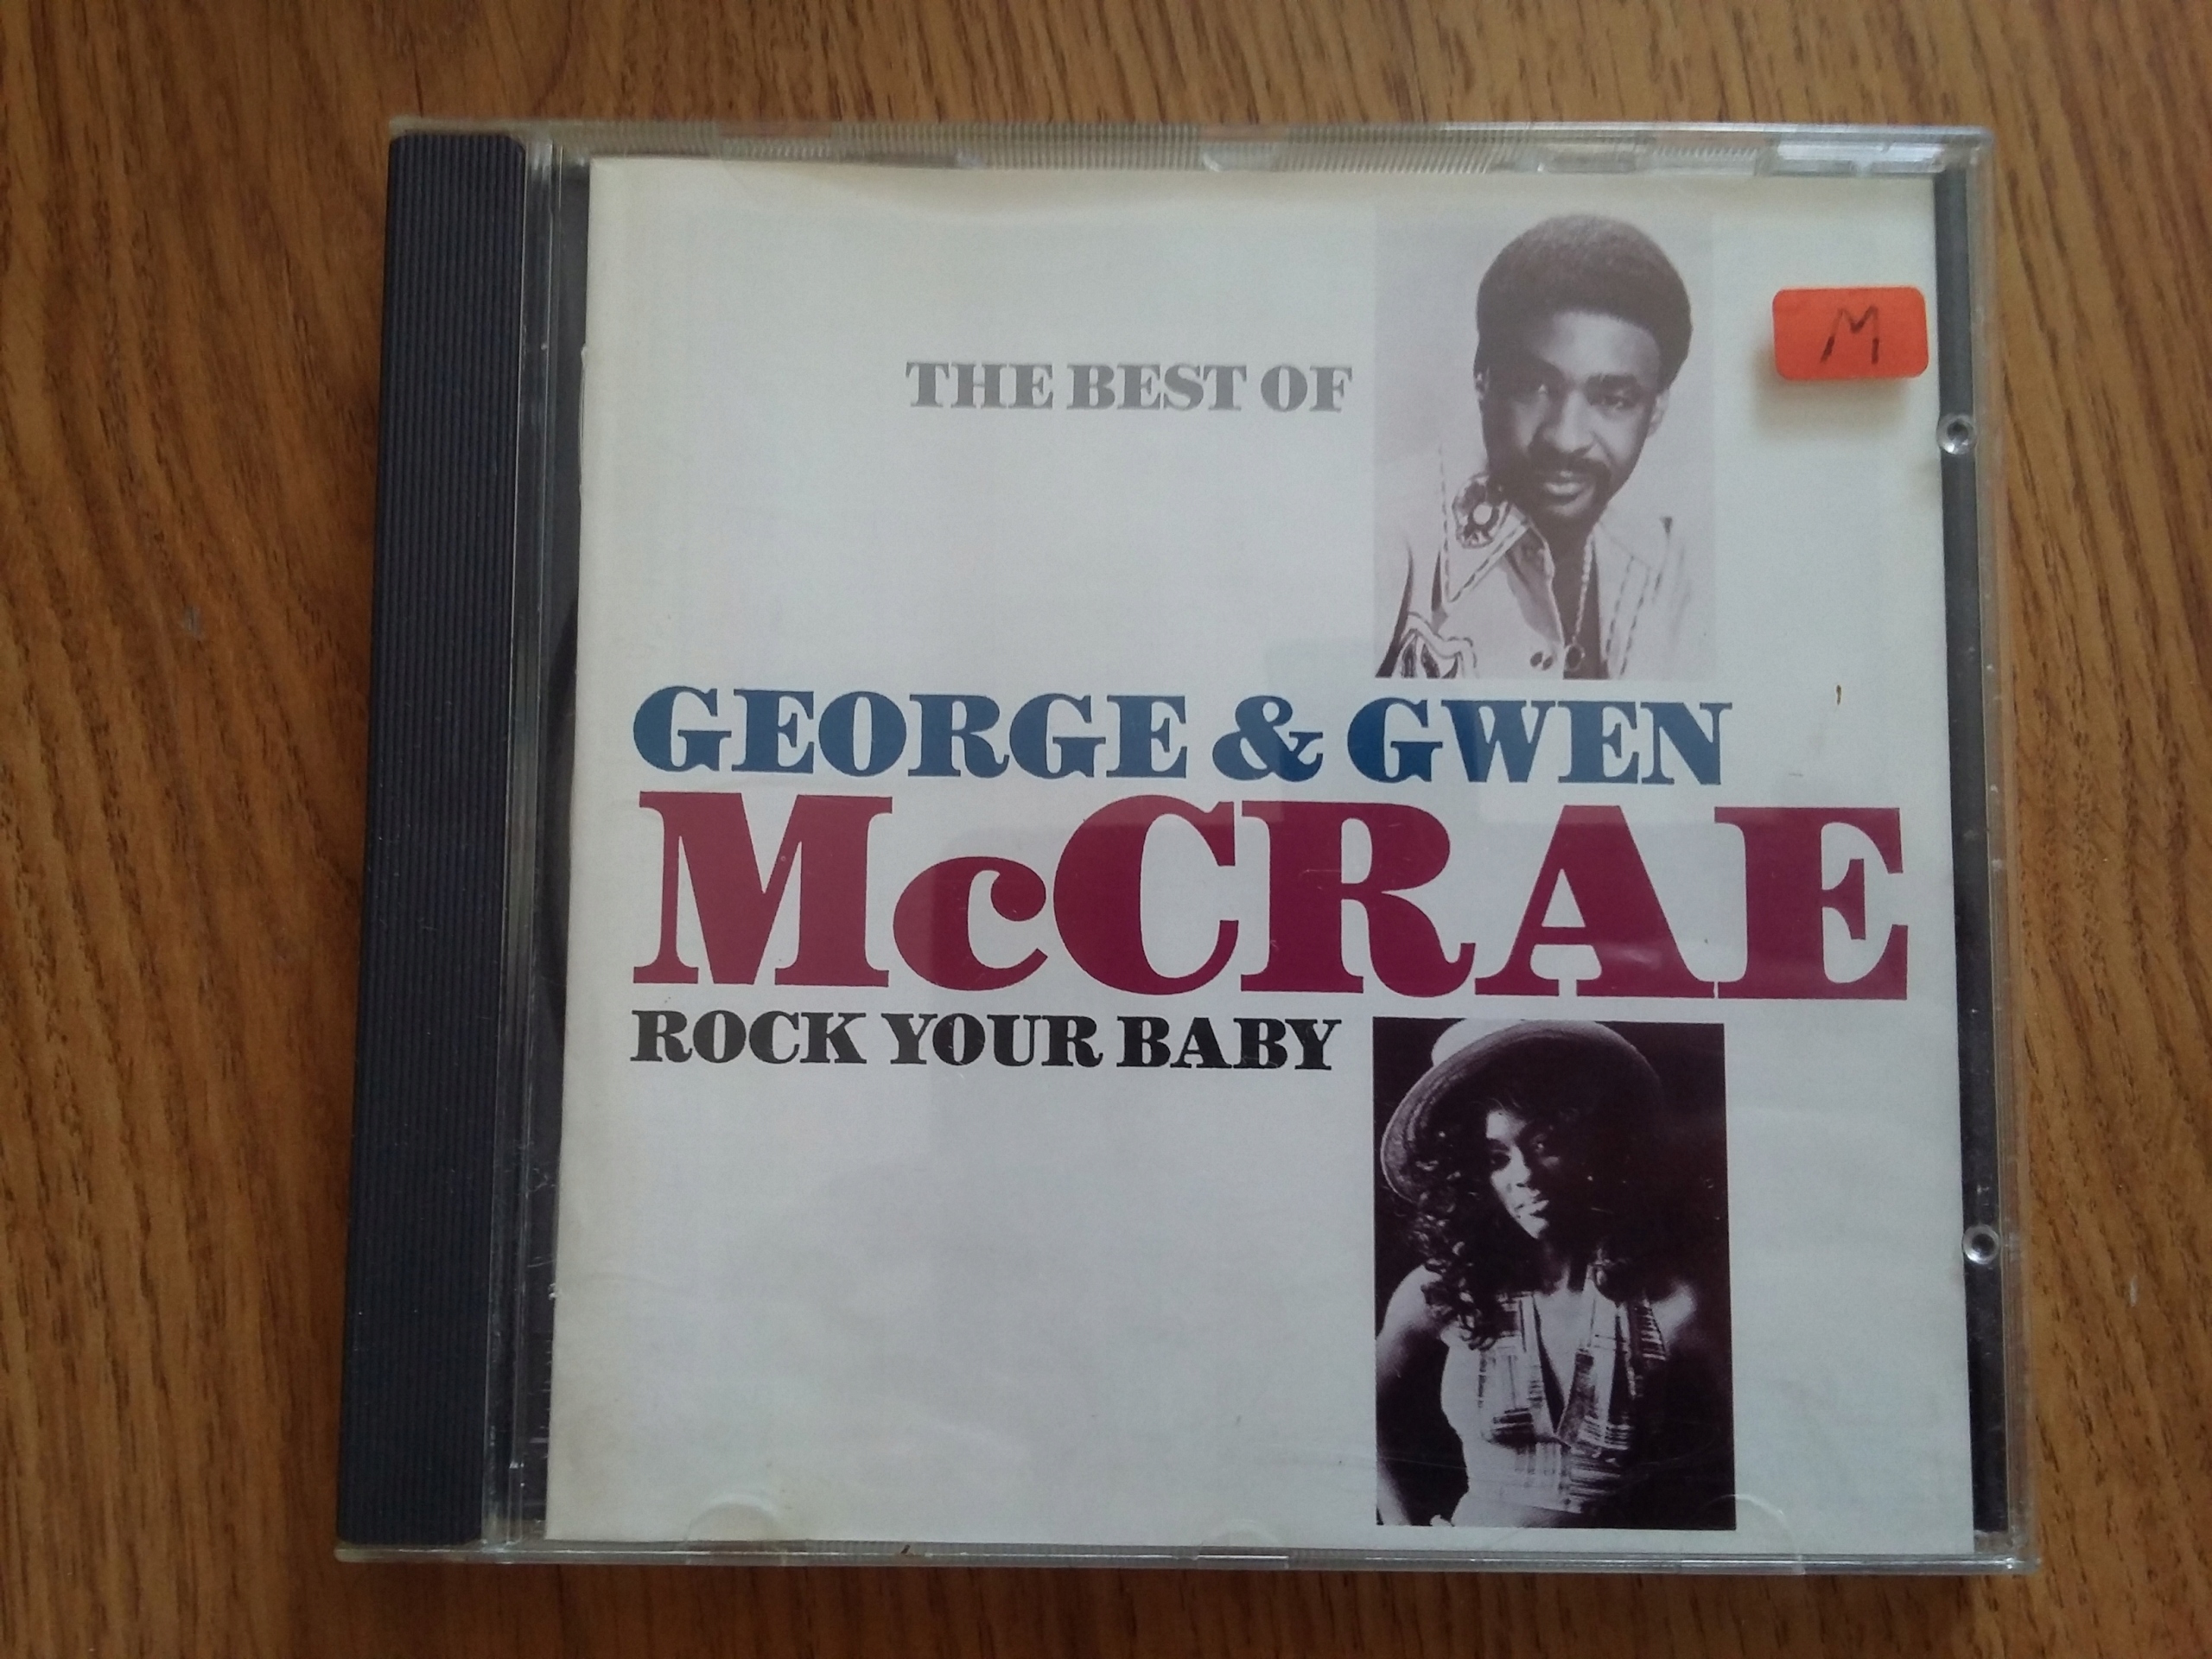 THE BEST OF
M
GEORGE & GWEN
McCRAE
ROCK YOUR BABY